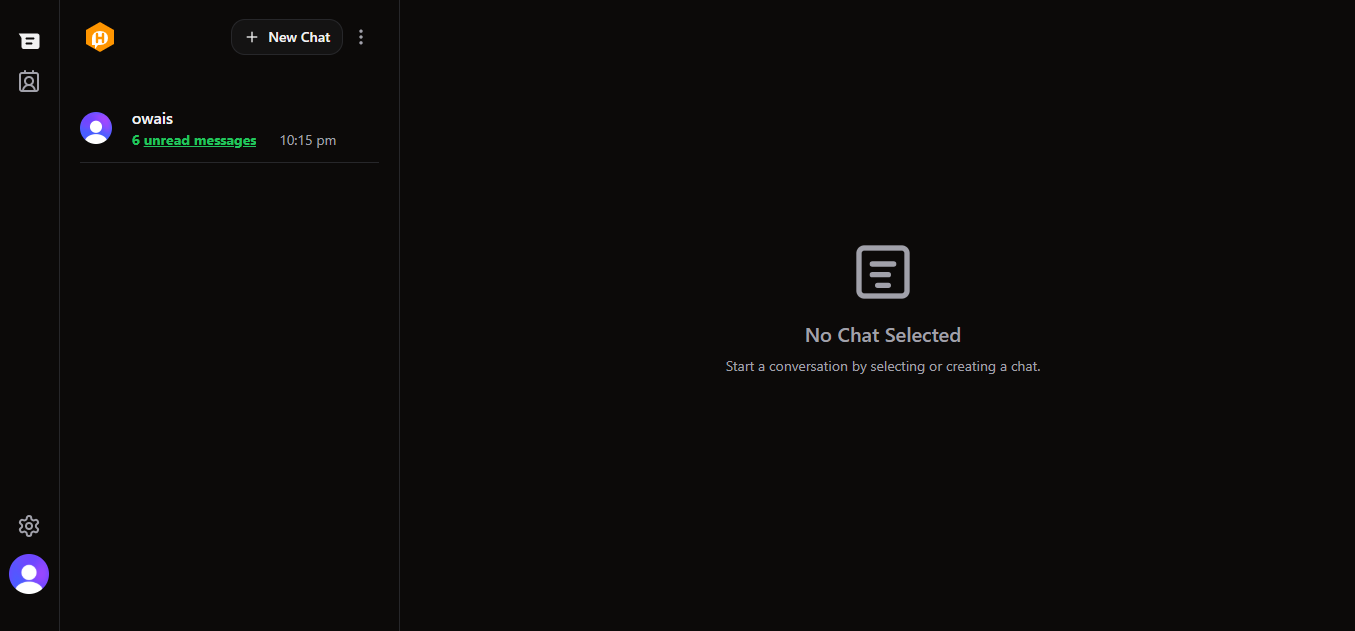 New Chat
owais
6 unread messages 10:15 pm
No Chat Selected
Start a conversation by selecting or creating a chat.